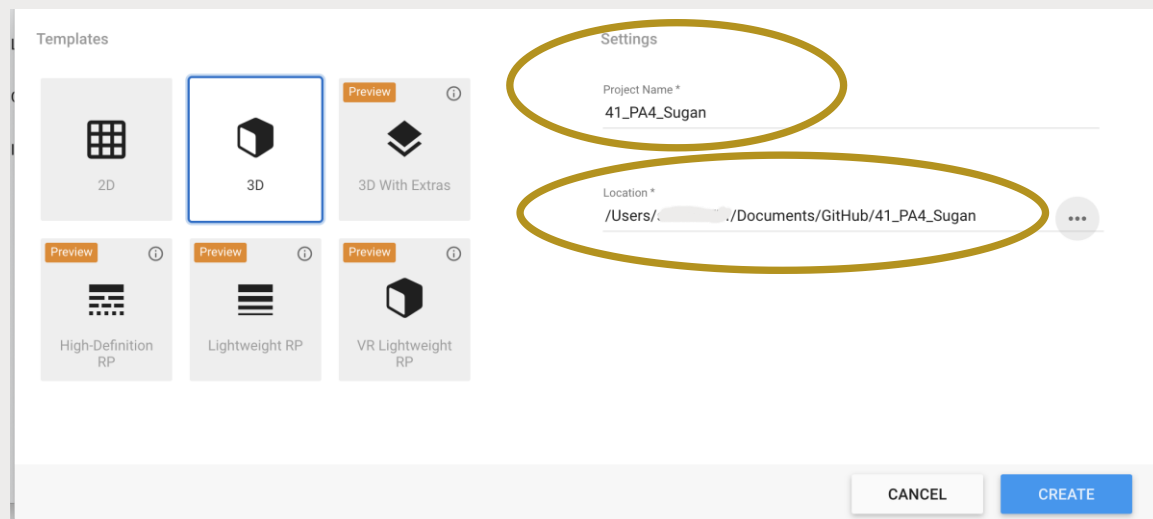 Templates
Settings
2D
3D
Preview
3D With Extras
Preview
High-Definition
RP
Preview
Lightweight RP
Preview
VR Lightweight
RP
Project Name *
41_PA4_Sugan
Location *
/Users/ /Documents/GitHub/41_PA4_Sugan
CANCEL
CREATE